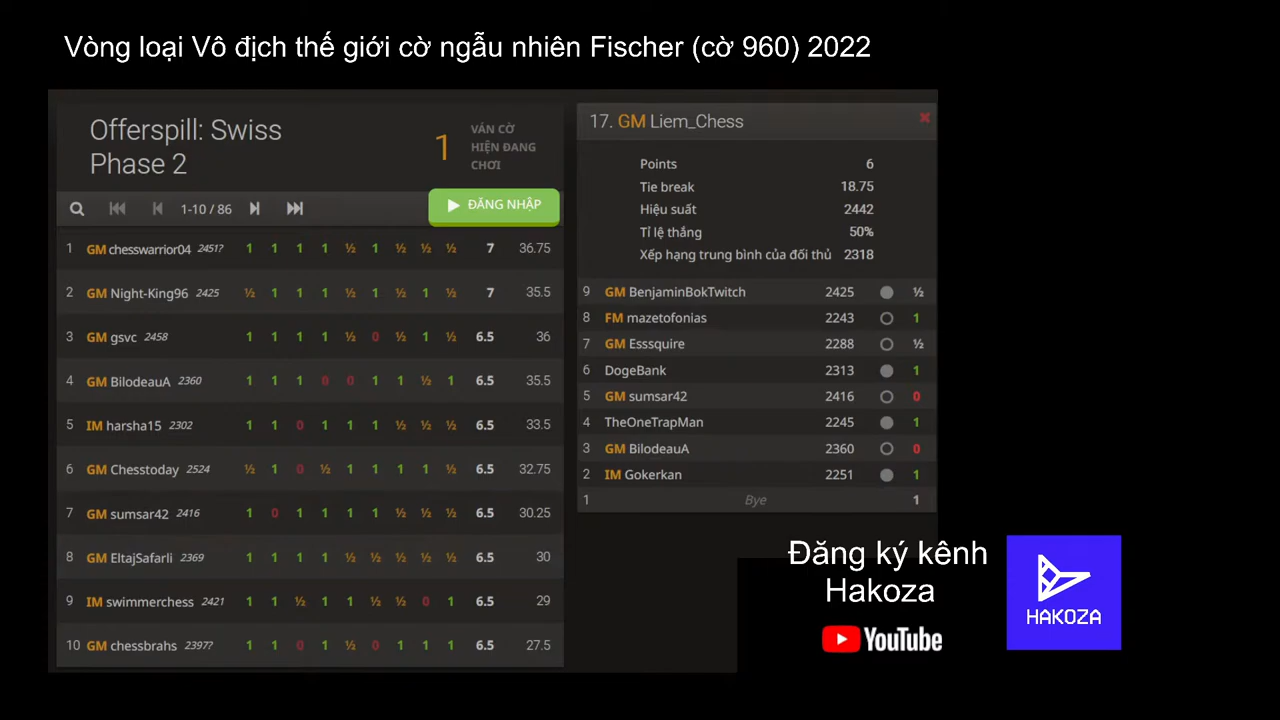 Vòng loại Vô địch thế giới cờ ngẫu nhiên Fischer (cờ 960) 2022
Offerspill: Swiss
Phase 2
1
VÁN CỜ
HIỆN ĐANG
CHƠI
1-10 / 86
ĐĂNG NHẬP
1 GM chesswarrior04 2451? 1 1 1 1 ½ 1 ½ ½ ½ 7 36.75
2 GM Night-King96 2425 ½ 1 1 1 ½ 1 ½ 1 ½ 7 35.5
3 GM gsvc 2458 1 1 1 1 ½ 0 ½ 1 ½ 6.5 36
4 GM BilodeauA 2360 1 1 1 0 0 1 1 ½ 1 6.5 35.5
5 IM harsha15 2302 1 1 0 1 1 1 ½ ½ ½ 6.5 33.5
6 GM Chesstoday 2524 ½ 1 0 ½ 1 1 1 1 ½ 6.5 32.75
7 GM sumsar42 2416 1 0 1 1 1 1 ½ ½ ½ 6.5 30.25
8 GM EltajSafarli 2369 1 1 1 1 ½ ½ ½ ½ ½ 6.5 30
9 IM swimmerchess 2421 1 1 ½ 1 1 ½ ½ 0 1 6.5 29
10 GM chessbrahs 2397? 1 1 0 1 ½ 0 1 1 1 6.5 27.5
17. GM Liem_Chess
Points 6
Tie break 18.75
Hiệu suất 2442
Tỉ lệ thắng 50%
Xếp hạng trung bình của đối thủ 2318
9 GM BenjaminBokTwitch 2425 ½
8 FM mazetofonias 2243 1
7 GM Esssquire 2288 ½
6 DogeBank 2313 1
5 GM sumsar42 2416 0
4 TheOneTrapMan 2245 1
3 GM BilodeauA 2360 0
2 IM Gokerkan 2251 1
1 Bye 1
Đăng ký kênh
Hakoza
YouTube
HAKOZA